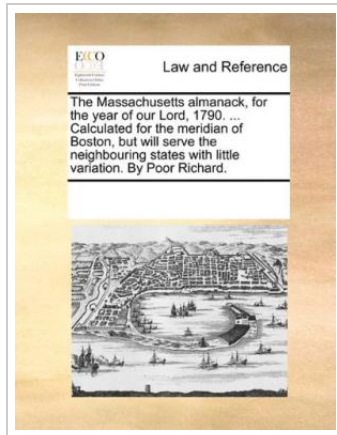 ECCO
Law and Reference
The Massachusetts almanack, for
the year of our Lord, 1790. ...
Calculated for the meridian of
Boston, but will serve the
neighbouring states with little
variation. By Poor Richard.